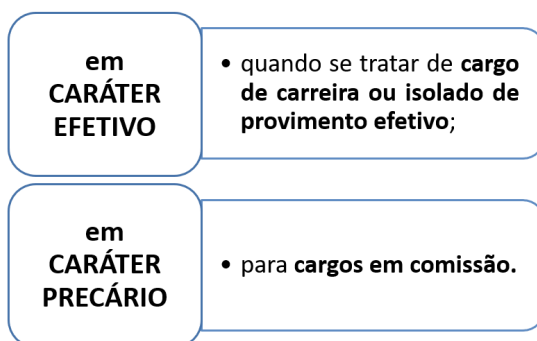 em
CARÁTER
EFETIVO
• quando se tratar de cargo
de carreira ou isolado de
provimento efetivo;
em
CARÁTER
PRECÁRIO
• para cargos em comissão.